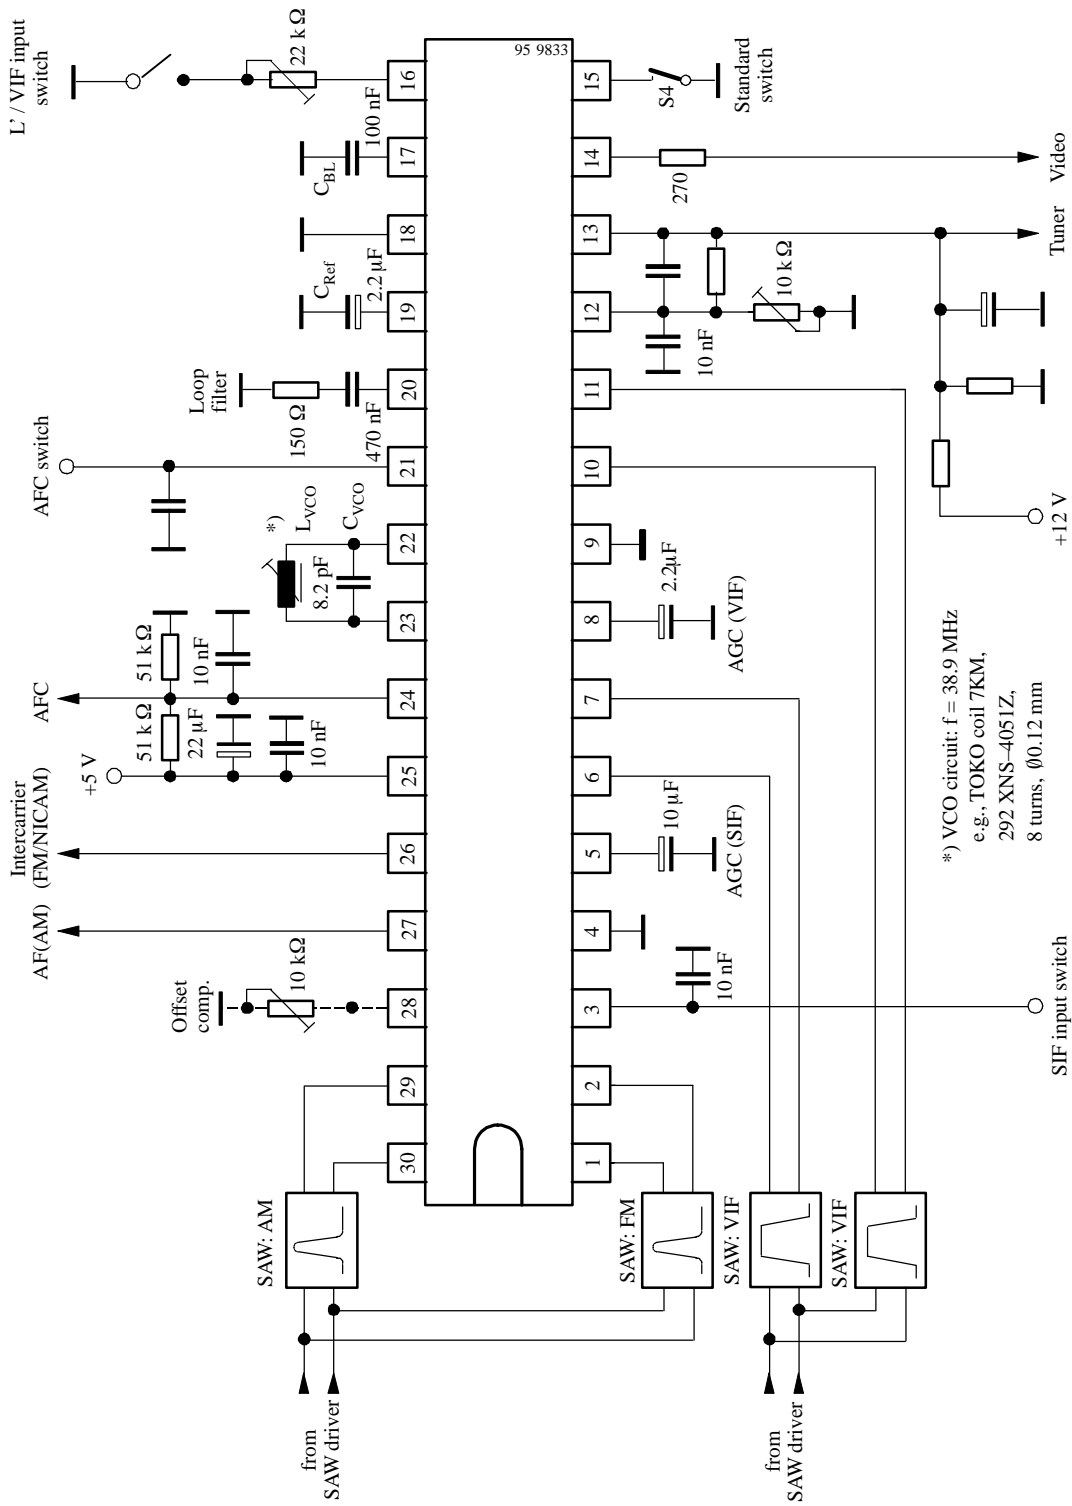 L' / VIF input
switch
22 kΩ
C_BL
100 nF
C_Ref
2.2 µF
Loop
filter
150 Ω
470 nF
AFC switch
*)
L_VCO
C_VCO
8.2 pF
AFC
51 kΩ
10 nF
51 kΩ
22 µF
10 nF
+5 V
Intercarrier
(FM/NICAM)
AF(AM)
Offset
comp.
10 kΩ
SAW: AM
from
SAW driver
95 9833
16
17
18
19
20
21
22
23
24
25
26
27
28
29
30
15
14
13
12
11
10
9
8
7
6
5
4
3
2
1
S4
Standard
switch
270
Video
Tuner
10 kΩ
10 nF
+12 V
2.2µF
AGC (VIF)
10 µF
AGC (SIF)
10 nF
SIF input switch
SAW: FM
SAW: VIF
SAW: VIF
from
SAW driver
*) VCO circuit: f = 38.9 MHz
e.g., TOKO coil 7KM,
292 XNS–4051Z,
8 turns, Ø0.12 mm